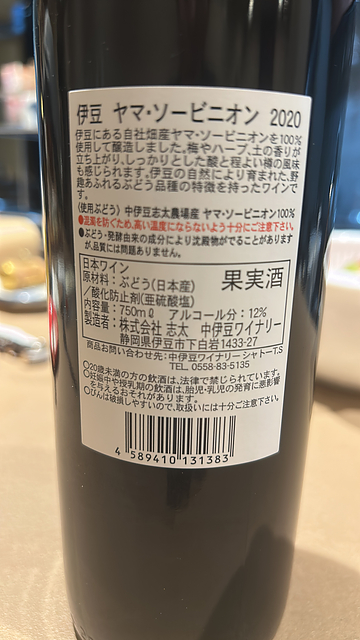 伊豆 ヤマ・ソービニオン 2020
伊豆にある自社畑産ヤマ・ソービニオンを100%
使用して醸造しました。梅やハーブ、土の香りが
立ち上がり、しっかりとした酸と程よい樽の風味
も感じられます。伊豆の自然により育まれた、野
趣あふれるぶどう品種の特徴を持ったワインで
す。
〈使用ぶどう〉中伊豆志太農場産 ヤマ・ソービニオン100%
●混濁を防ぐため、高い温度にならないよう十分にご注意下さい。
●ぶどう・発酵由来の成分により沈殿物がでることがあります
が、品質には問題ありません。
日本ワイン 果実酒
原材料：ぶどう(日本産)
／酸化防止剤(亜硫酸塩)
内容量：750mℓ アルコール分：12%
製造者：株式会社 志太 中伊豆ワイナリー
静岡県伊豆市下白岩1433-27
商品お問い合わせ先：中伊豆ワイナリーシャトーT.S
TEL. 0558-83-5135
○20歳未満の方の飲酒は、法律で禁じられています。
○妊娠中や授乳期の飲酒は、胎児・乳児の発育に悪影響
を与えるおそれがあります。
○びんは破損しやすいので、取扱いには十分ご注意下さい。
4 589410 131383